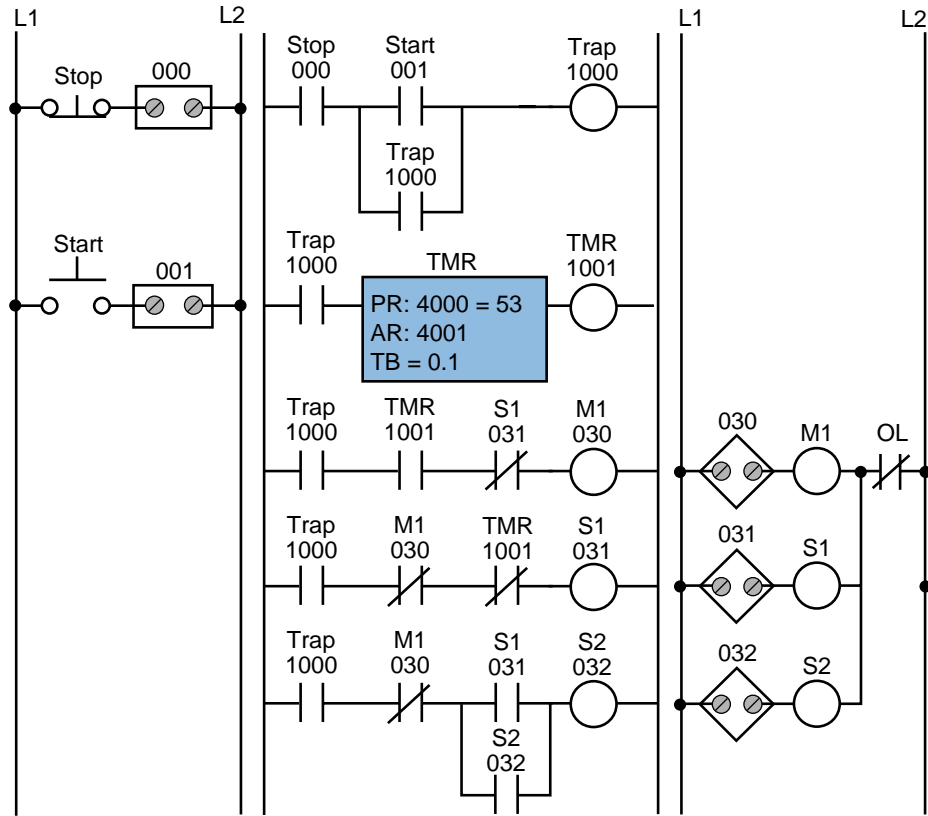 L1
L2
Stop
000
Start
001
Stop
000
Start
001
Trap
1000
Trap
1000
Trap
1000
TMR
PR: 4000 = 53
AR: 4001
TB = 0.1
TMR
1001
Trap
1000
TMR
1001
S1
031
M1
030
Trap
1000
M1
030
TMR
1001
S1
031
Trap
1000
M1
030
S1
031
S2
032
S2
032
L1
L2
030
M1
OL
031
S1
032
S2